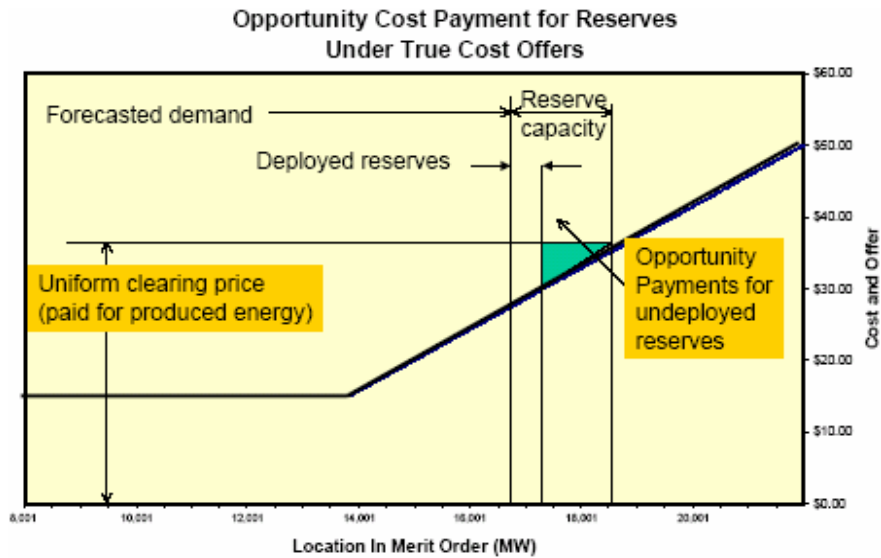 Opportunity Cost Payment for Reserves
Under True Cost Offers
Forecasted demand
Reserve
capacity
Deployed reserves
Uniform clearing price
(paid for produced energy)
Opportunity
Payments for
undeployed
reserves
$60.00
$50.00
$40.00
$30.00
$20.00
$10.00
$0.00
Cost and Offer
8,001
10,001
12,001
14,001
16,001
18,001
20,001
Location In Merit Order (MW)